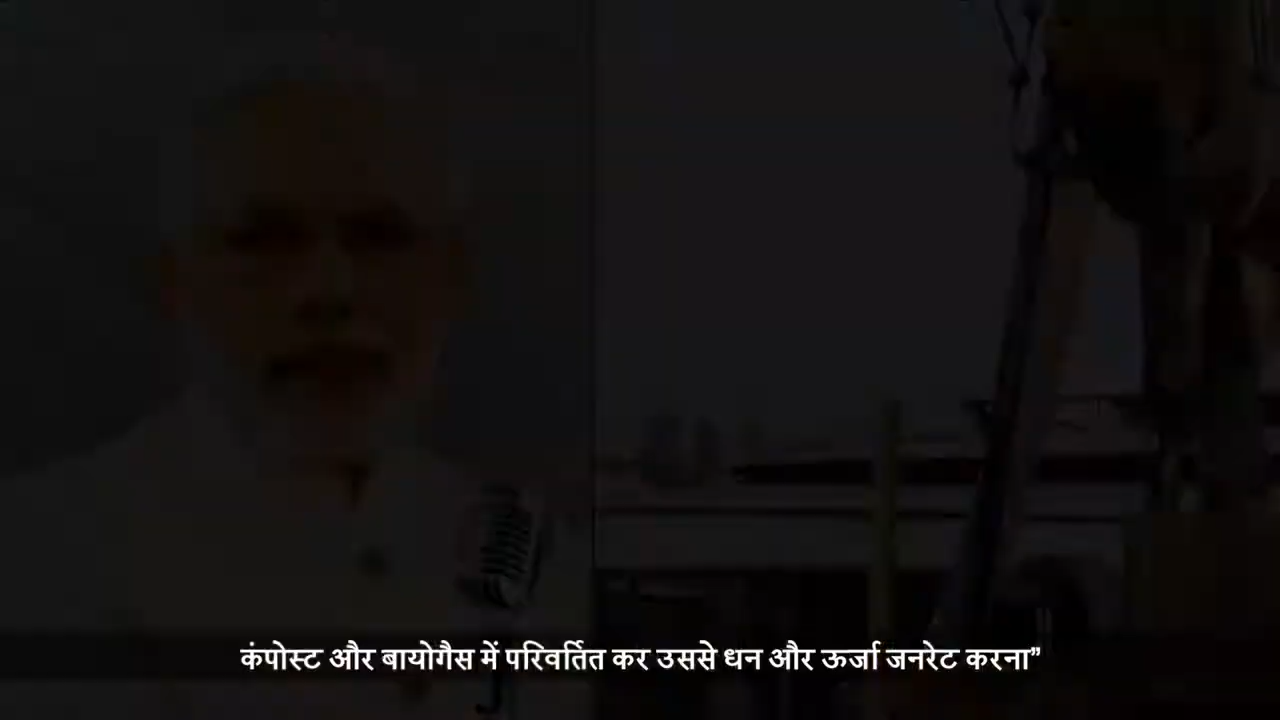 कंपोस्ट और बायोगैस में परिवर्तित कर उससे धन और ऊर्जा जनरेट करना”